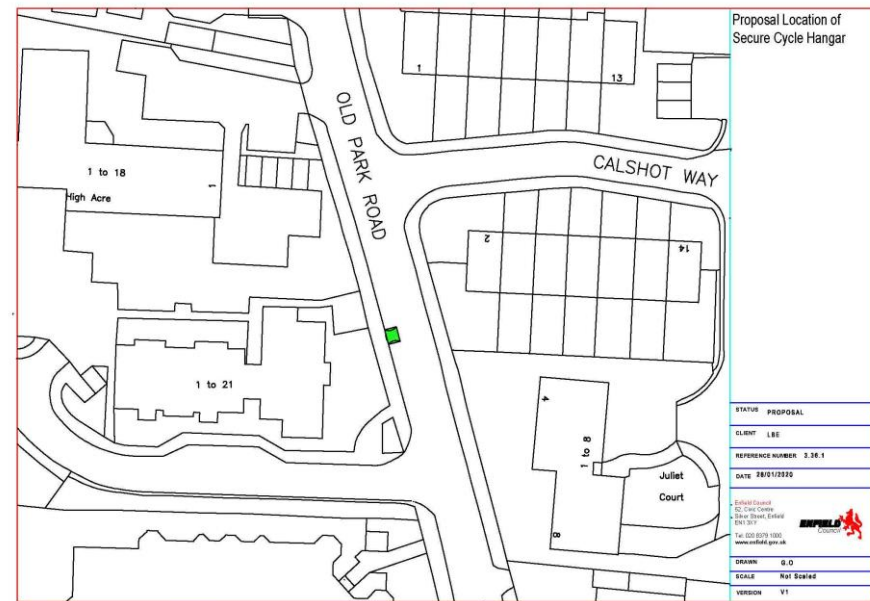 Proposal Location of
Secure Cycle Hangar
1
13
OLD PARK ROAD
CALSHOT WAY
1 to 18
1
High Acre
2
14
1 to 21
4
1 to 8
8
Juliet
Court
STATUS PROPOSAL
CLIENT LBE
REFERENCE NUMBER 2.36.1
DATE 28/01/2020
Enfield Council
Civic Centre
Silver Street, Enfield
EN1 3XY
Tel: 020 8379 1000
www.enfield.gov.uk
ENFIELD
Council
DRAWN G.O
SCALE Not Scaled
VERSION V1